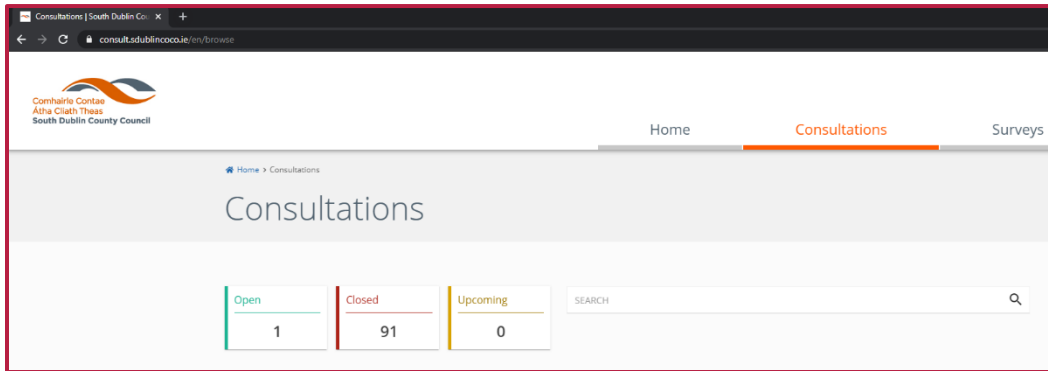 Consultations | South Dublin Co
consult.sdublincoco.ie/en/browse
Comhairle Contae
Átha Cliath Theas
South Dublin County Council
Home
Consultations
Surveys
Home > Consultations
Consultations
Open
1
Closed
91
Upcoming
0
SEARCH